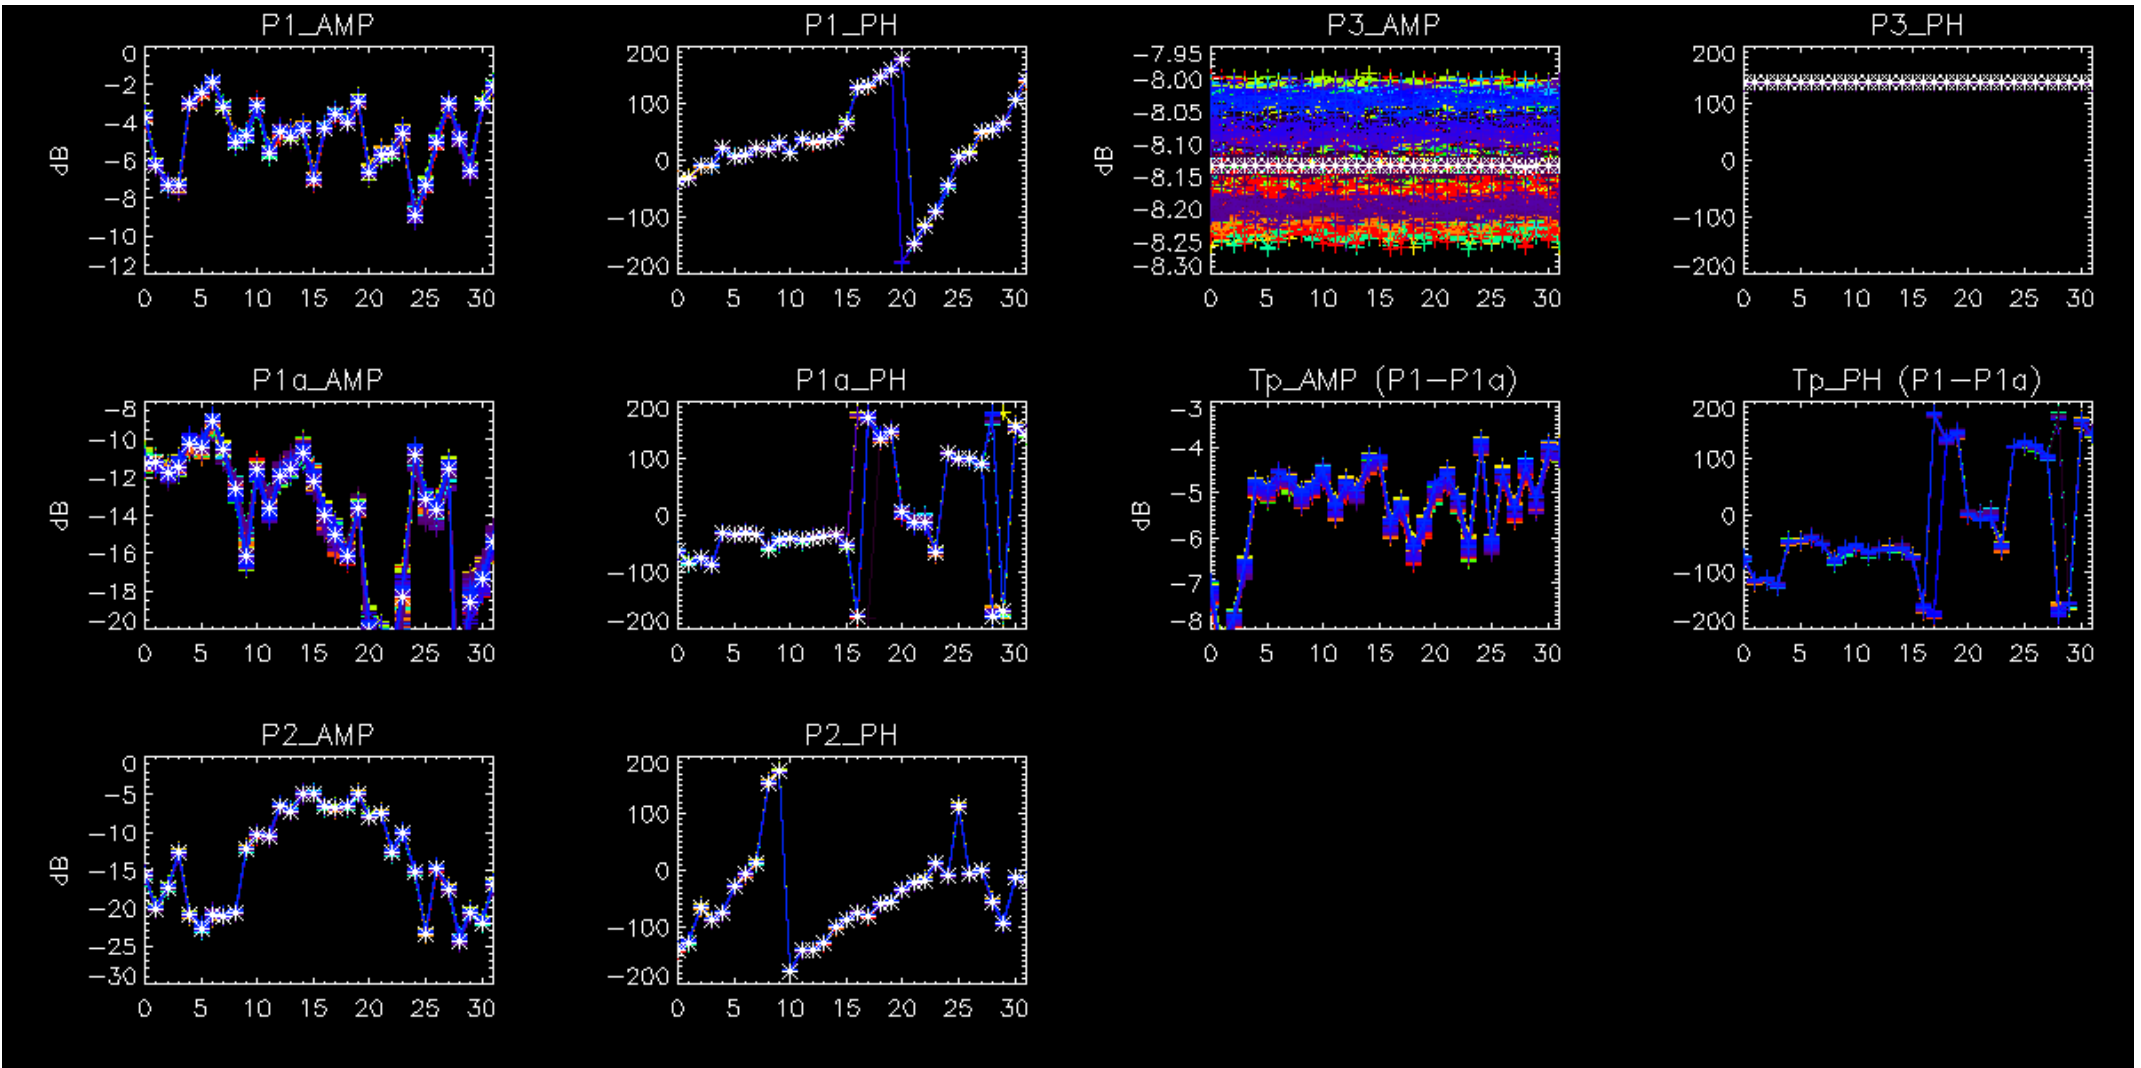 P1_AMP
dB
0
−2
−4
−6
−8
−10
−12
0 5 10 15 20 25 30
P1_PH
200
100
0
−100
−200
0 5 10 15 20 25 30
P3_AMP
dB
−7.95
−8.00
−8.05
−8.10
−8.15
−8.20
−8.25
−8.30
0 5 10 15 20 25 30
P3_PH
200
100
0
−100
−200
0 5 10 15 20 25 30
P1a_AMP
dB
−8
−10
−12
−14
−16
−18
−20
0 5 10 15 20 25 30
P1a_PH
200
100
0
−100
−200
0 5 10 15 20 25 30
Tp_AMP (P1−P1a)
dB
−3
−4
−5
−6
−7
−8
0 5 10 15 20 25 30
Tp_PH (P1−P1a)
200
100
0
−100
−200
0 5 10 15 20 25 30
P2_AMP
dB
0
−5
−10
−15
−20
−25
−30
0 5 10 15 20 25 30
P2_PH
200
100
0
−100
−200
0 5 10 15 20 25 30